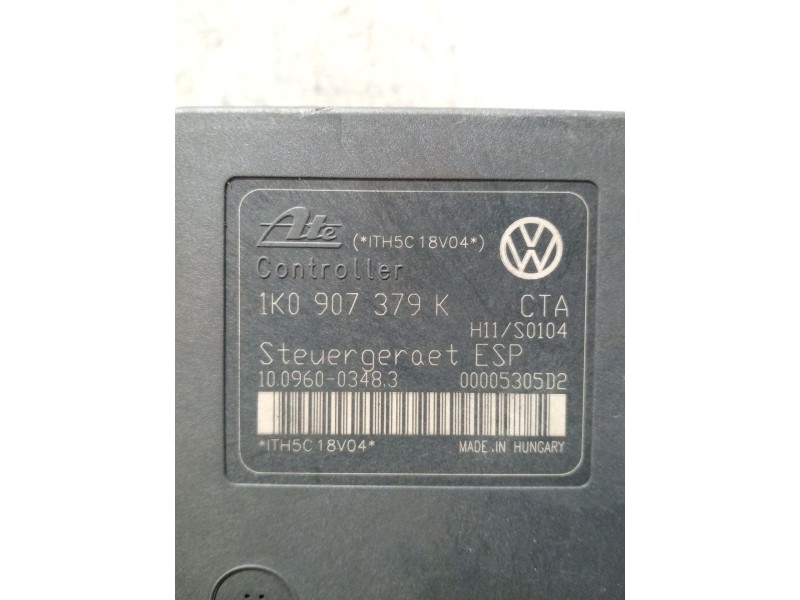 Ate (*ITH5C18V04*)
Controller
1K0 907 379 K CTA
H11/S0104
Steuergeraet ESP
10.0960-0348.3 00005305D2
*ITH5C18V04* MADE.IN HUNGARY